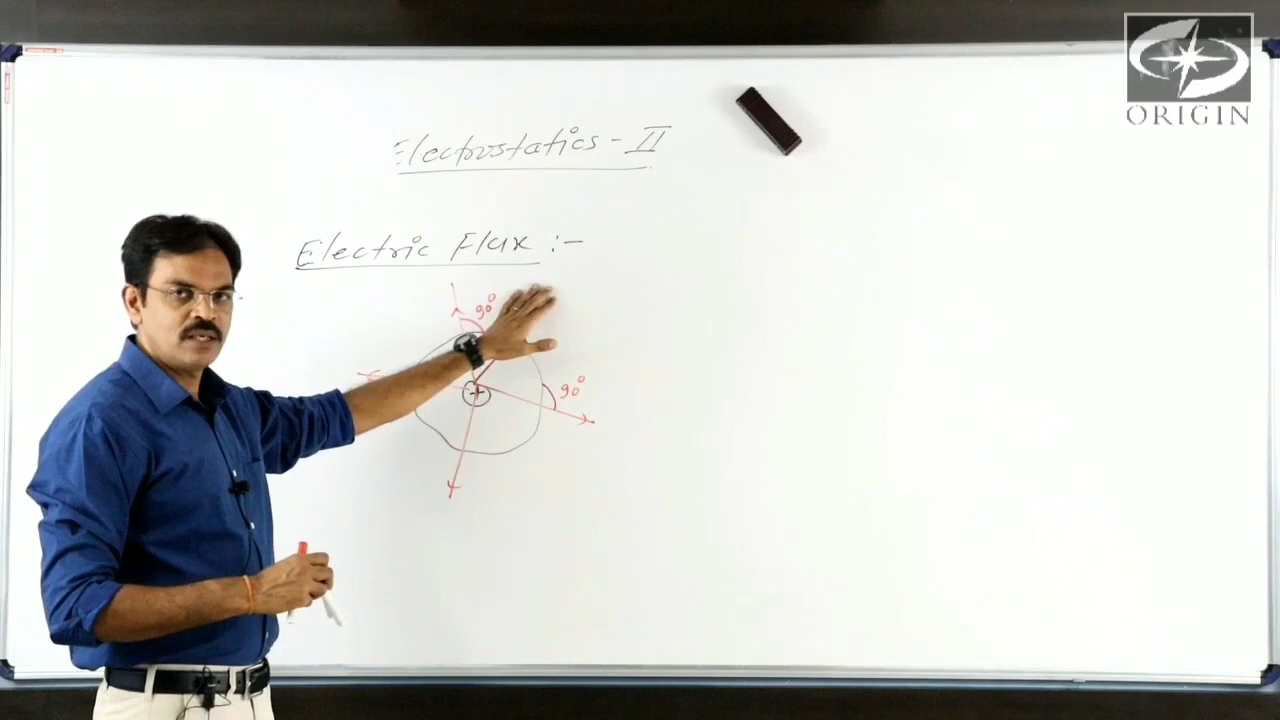 ORIGIN
Electrostatics - II
Electric Flux :-
90°
90°
+